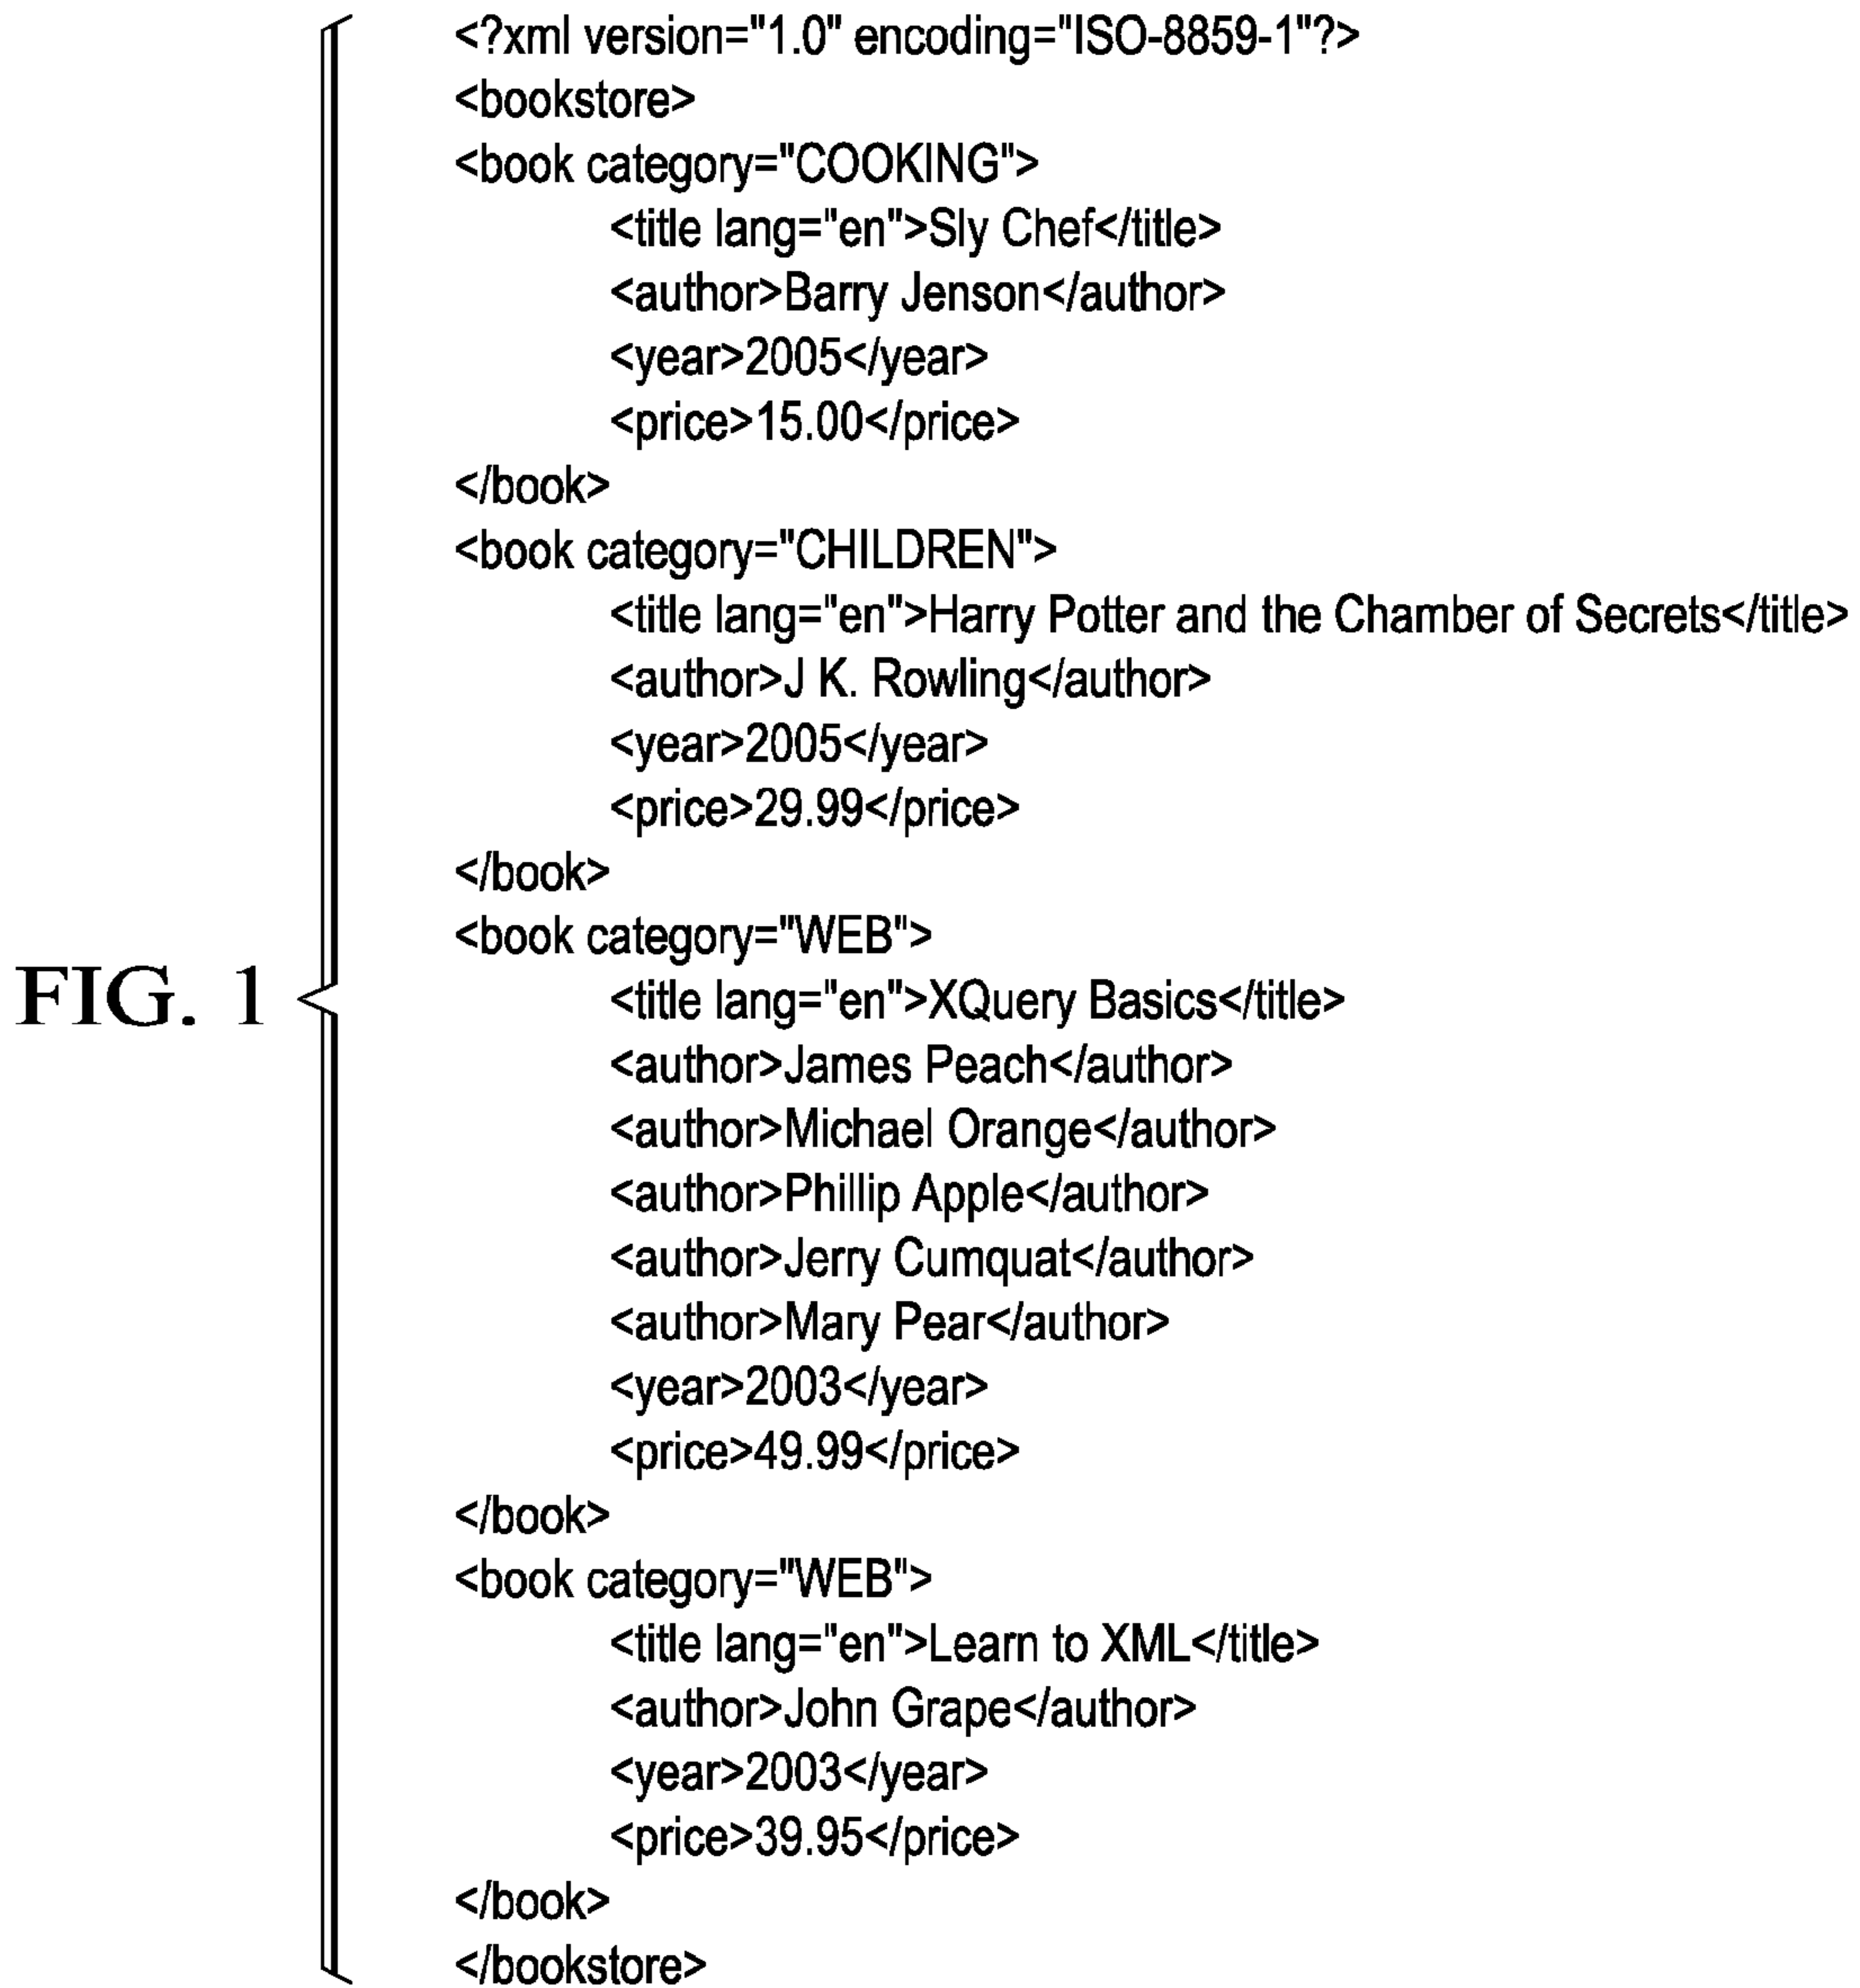 <?xml version="1.0" encoding="ISO-8859-1"?>
<bookstore>
<book category="COOKING">
<title lang="en">Sly Chef</title>
<author>Barry Jenson</author>
<year>2005</year>
<price>15.00</price>
</book>
<book category="CHILDREN">
<title lang="en">Harry Potter and the Chamber of Secrets</title>
<author>J K. Rowling</author>
<year>2005</year>
<price>29.99</price>
</book>
<book category="WEB">
FIG. 1
<title lang="en">XQuery Basics</title>
<author>James Peach</author>
<author>Michael Orange</author>
<author>Phillip Apple</author>
<author>Jerry Cumquat</author>
<author>Mary Pear</author>
<year>2003</year>
<price>49.99</price>
</book>
<book category="WEB">
<title lang="en">Learn to XML</title>
<author>John Grape</author>
<year>2003</year>
<price>39.95</price>
</book>
</bookstore>